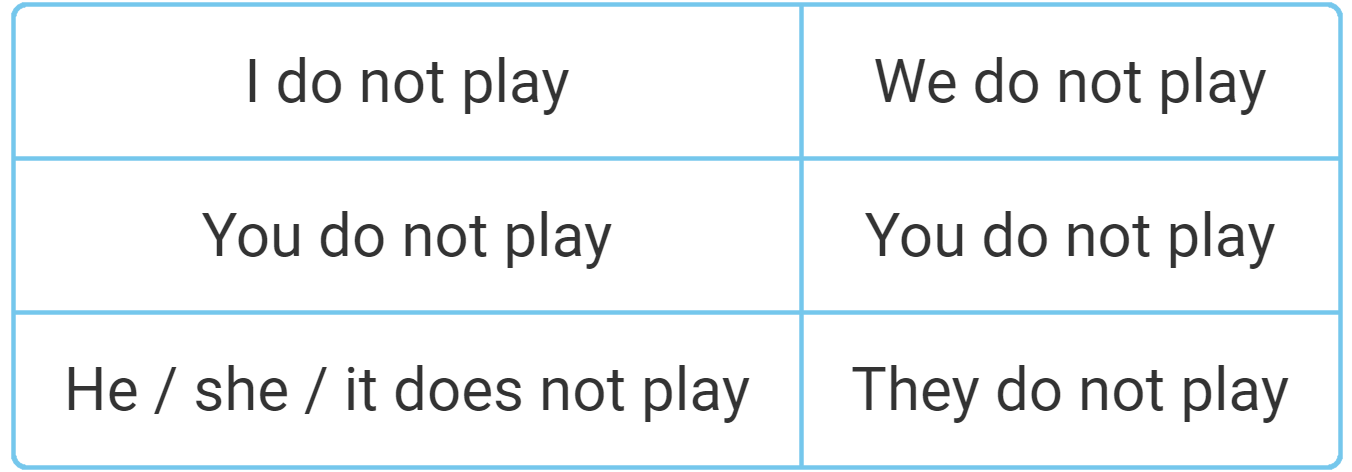 I do not play
We do not play
You do not play
You do not play
He / she / it does not play
They do not play